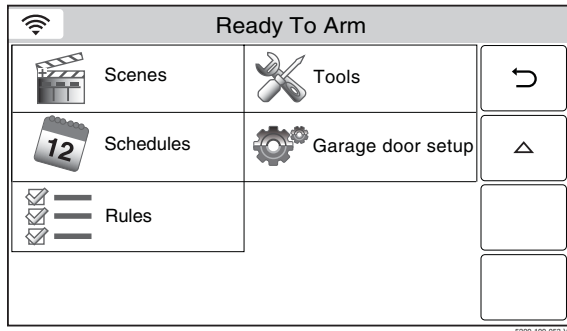 Ready To Arm
Scenes
Tools
12
Schedules
Garage door setup
Rules